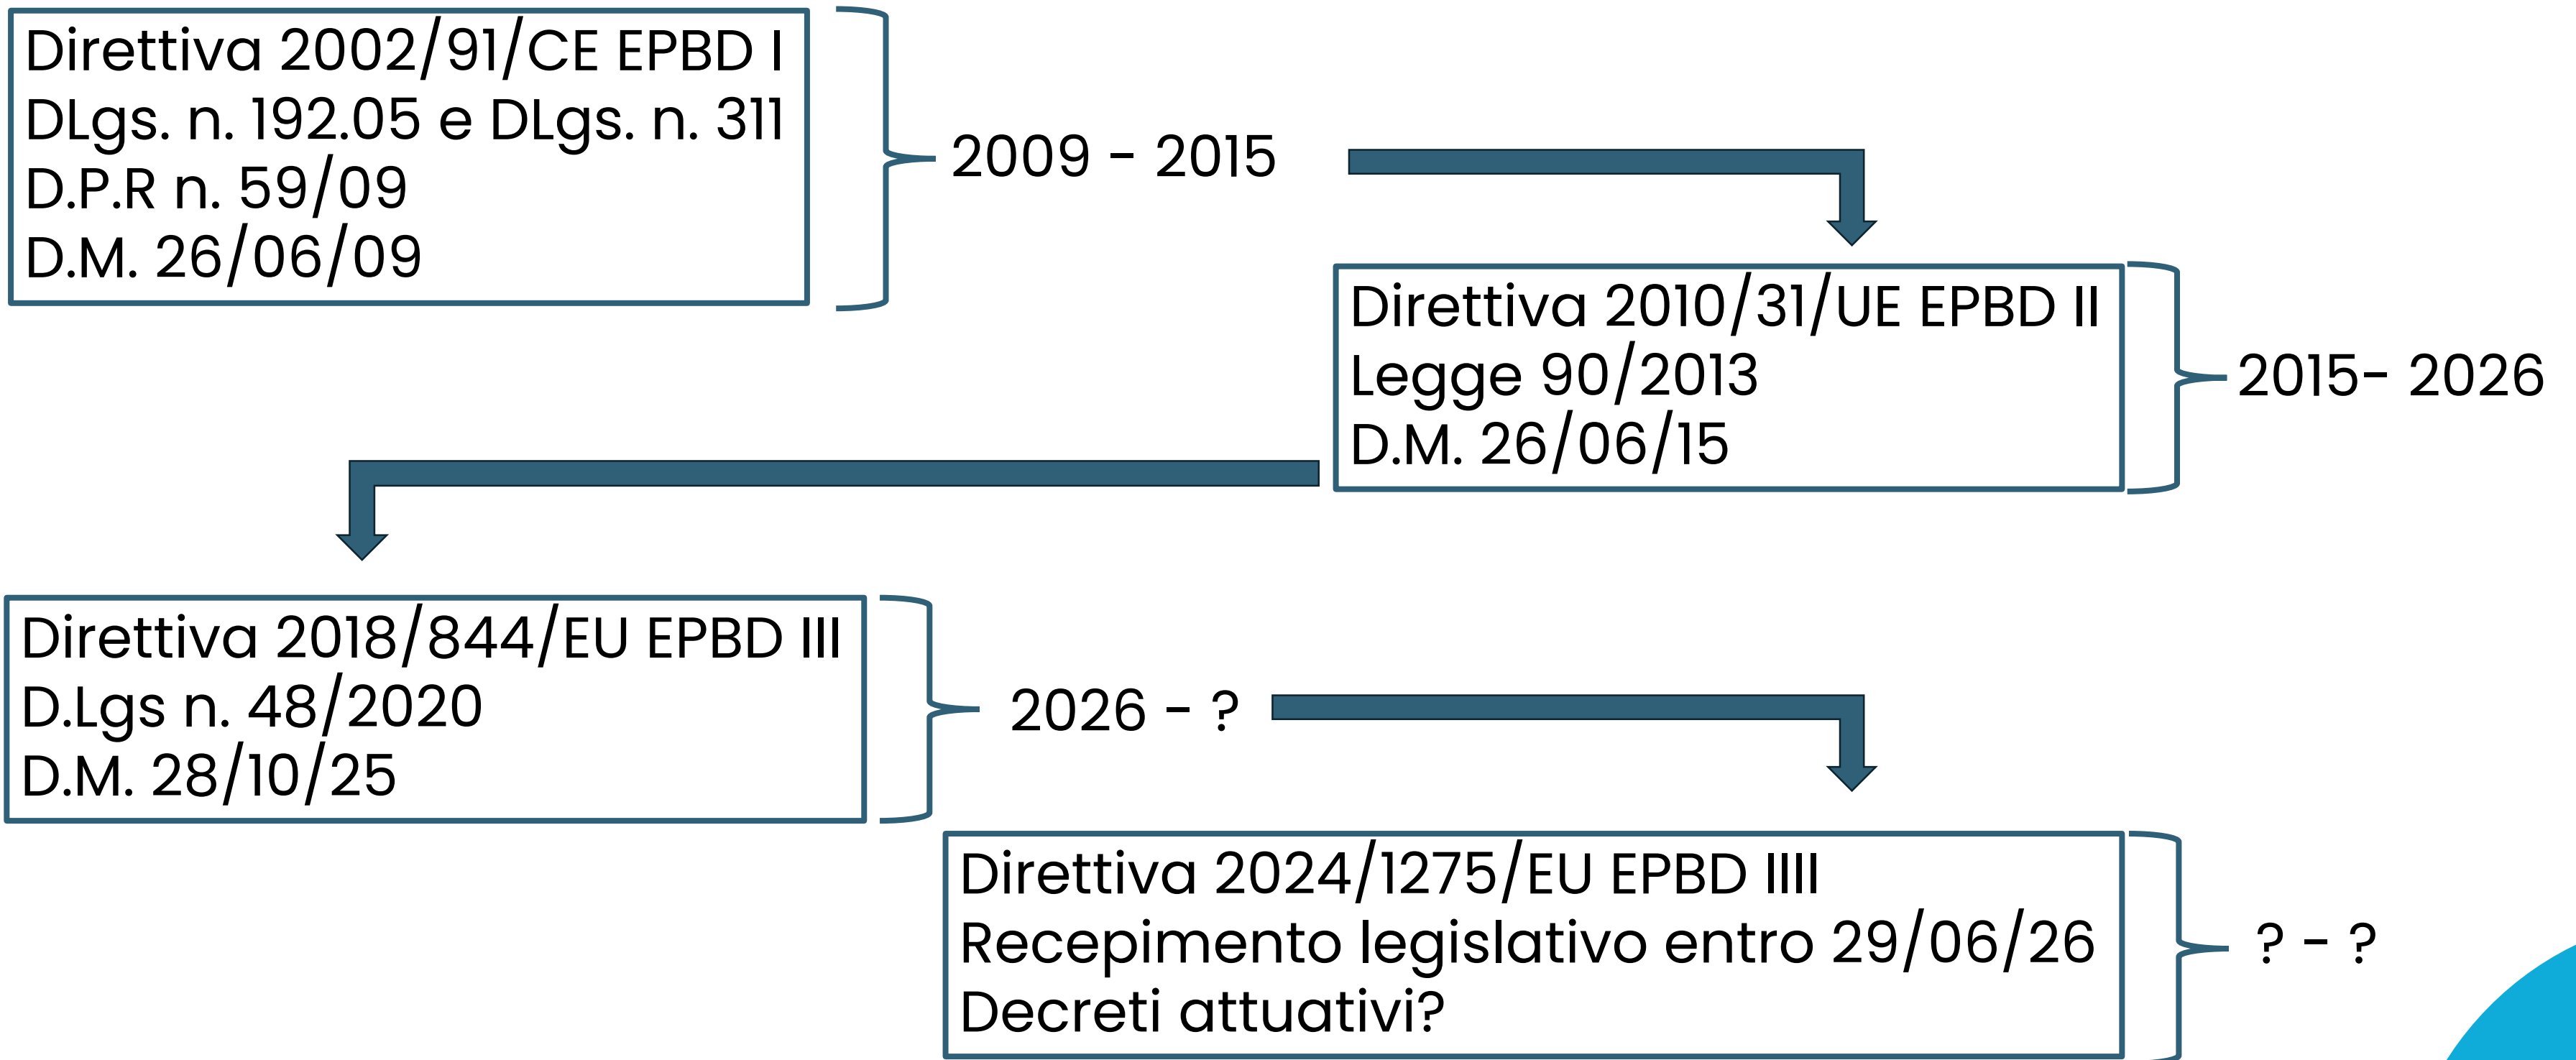 Direttiva 2002/91/CE EPBD I
DLgs. n. 192.05 e DLgs. n. 311
D.P.R n. 59/09
D.M. 26/06/09
2009 - 2015
Direttiva 2010/31/UE EPBD II
Legge 90/2013
D.M. 26/06/15
2015- 2026
Direttiva 2018/844/EU EPBD III
D.Lgs n. 48/2020
D.M. 28/10/25
2026 - ?
Direttiva 2024/1275/EU EPBD IIII
Recepimento legislativo entro 29/06/26
Decreti attuativi?
? - ?